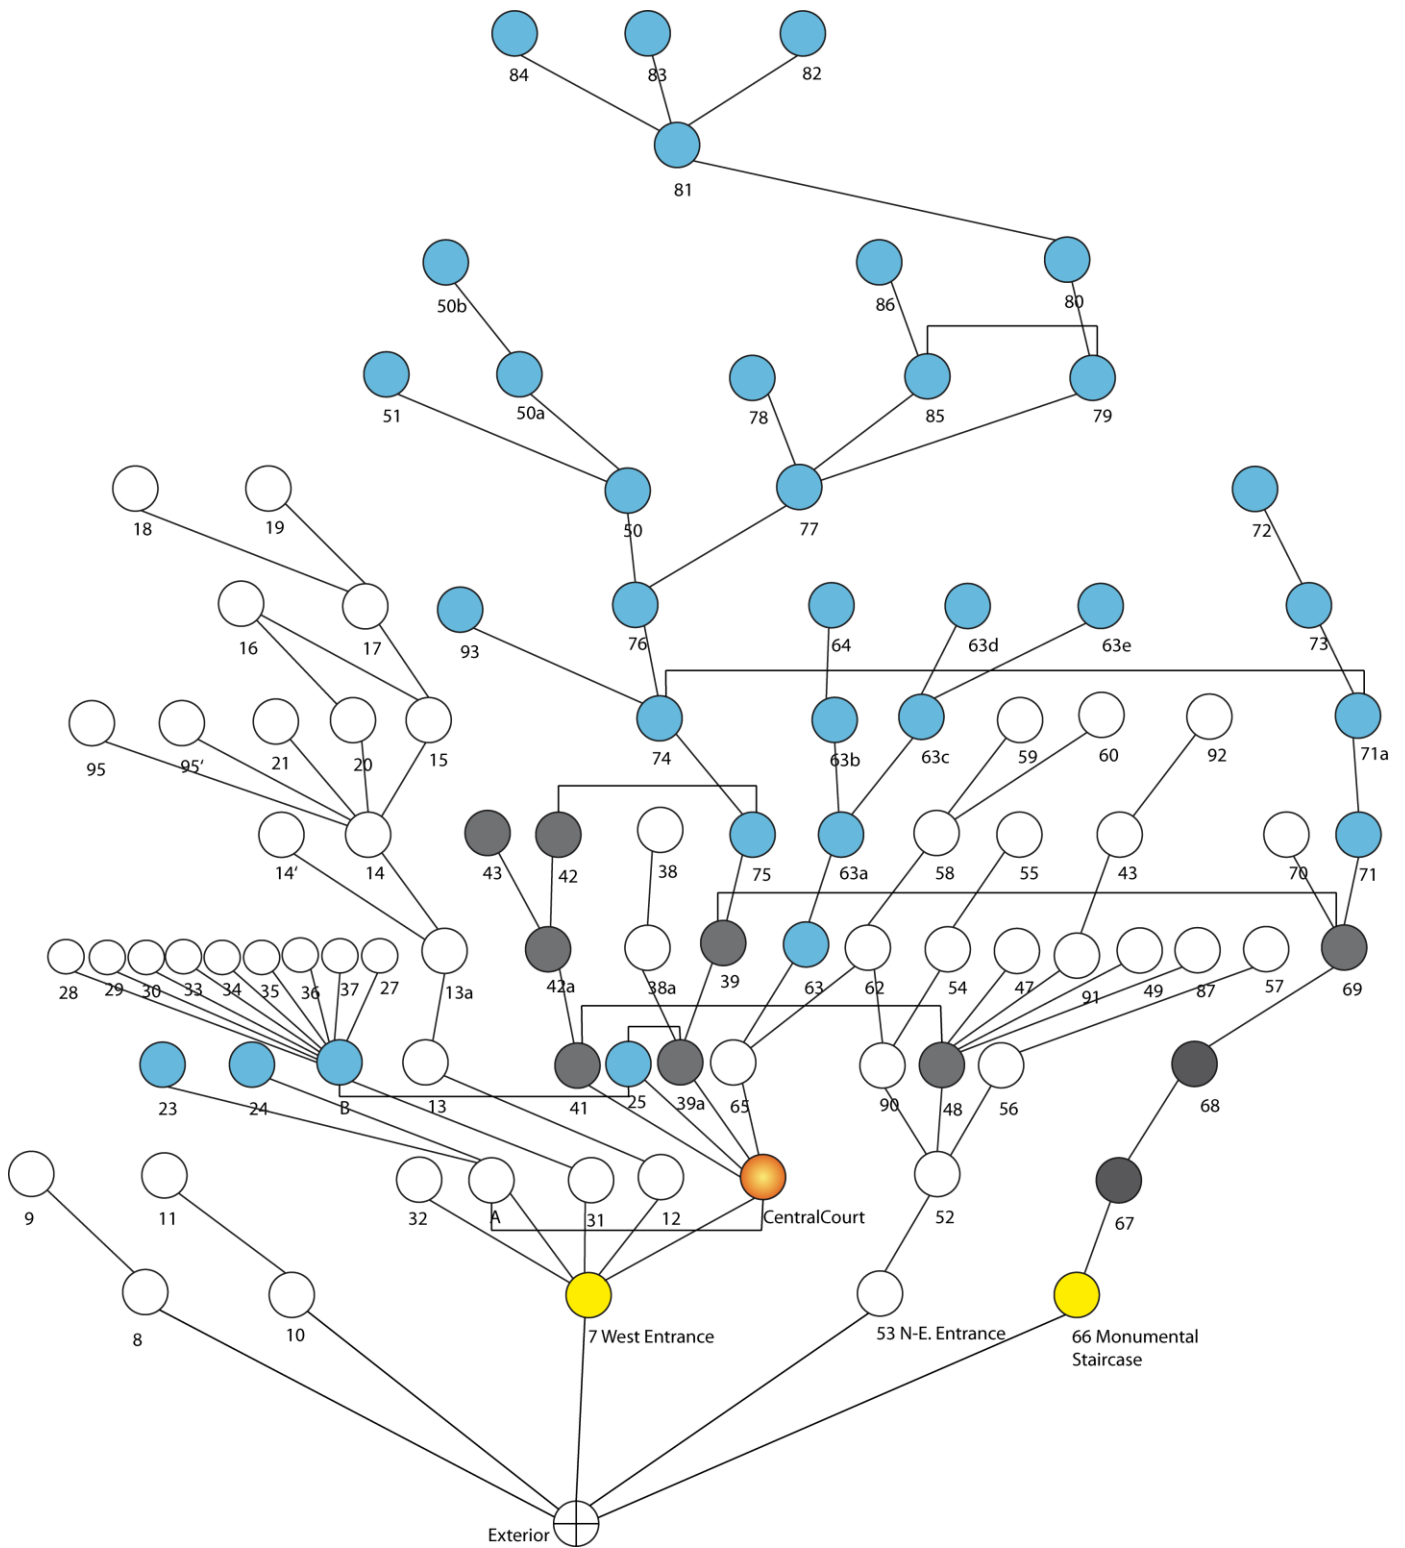 84 83 82
81
50b 86 80
51 50a 78 85 79
18 19 50 77 72
16 17 93 76 64 63d 63e 73
95 95’ 21 20 15 74 63b 63c 59 60 92 71a
14‘ 14 43 42 38 75 63a 58 55 43 70 71
28 29 30 33 34 35 36 37 27 13a 42a 38a 39 63 62 54 47 91 49 87 57 69
23 24 B 13 41 25 39a 65 90 48 56 68
9 11 32 A 31 12 CentralCourt 52 67
8 10 7 West Entrance 53 N-E. Entrance 66 Monumental
Staircase
Exterior